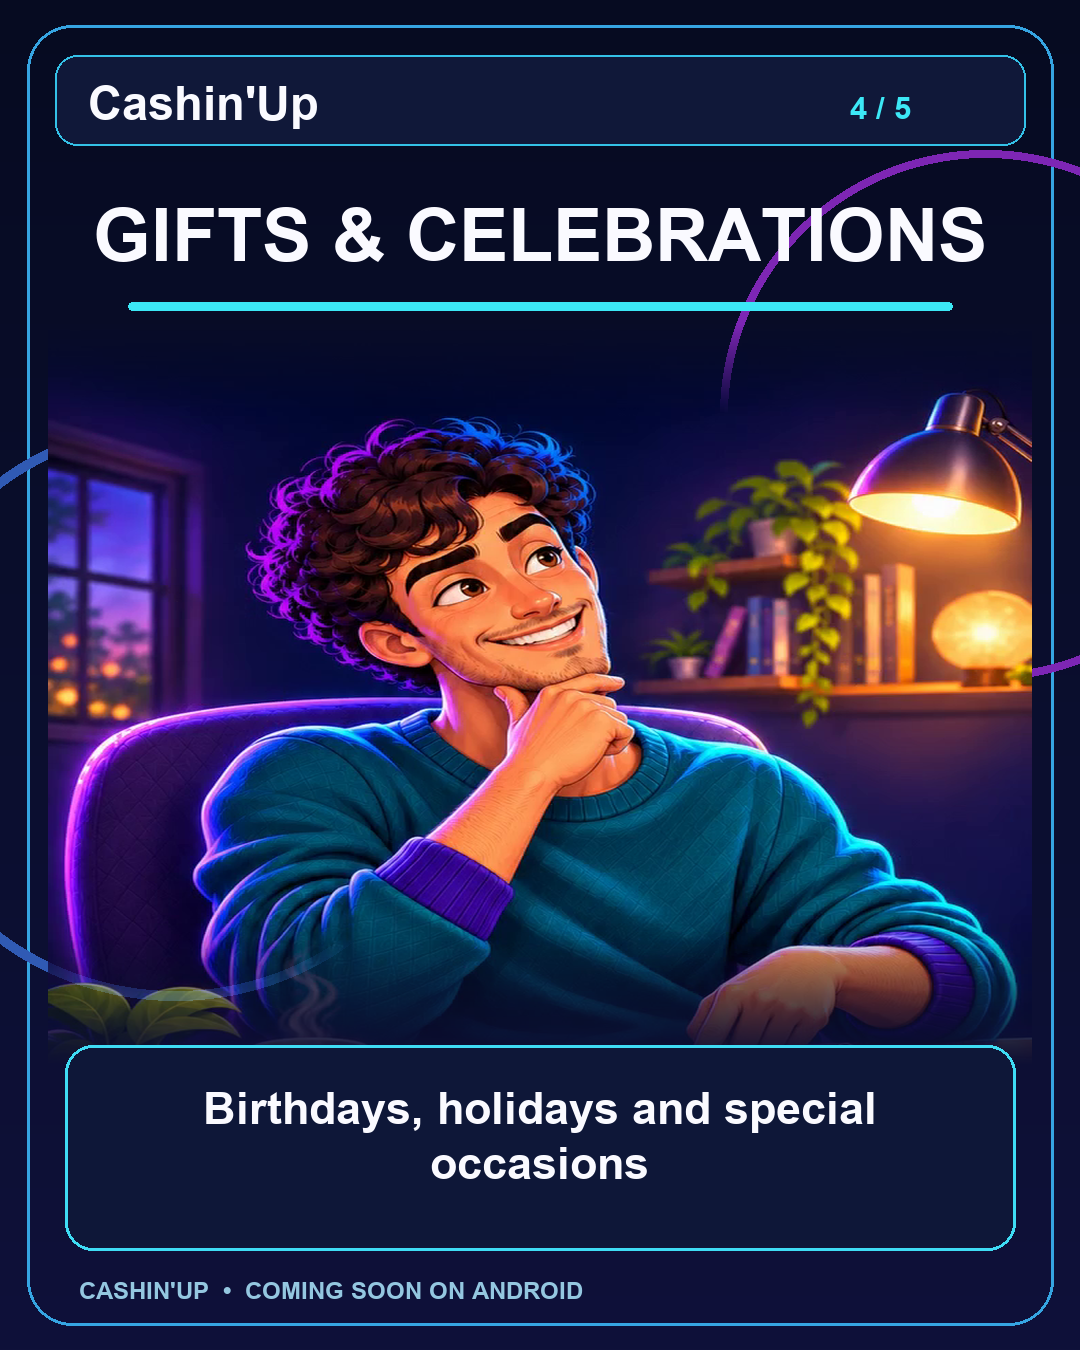 Cashin'Up
4 / 5
GIFTS & CELEBRATIONS
Birthdays, holidays and special
occasions
CASHIN'UP • COMING SOON ON ANDROID